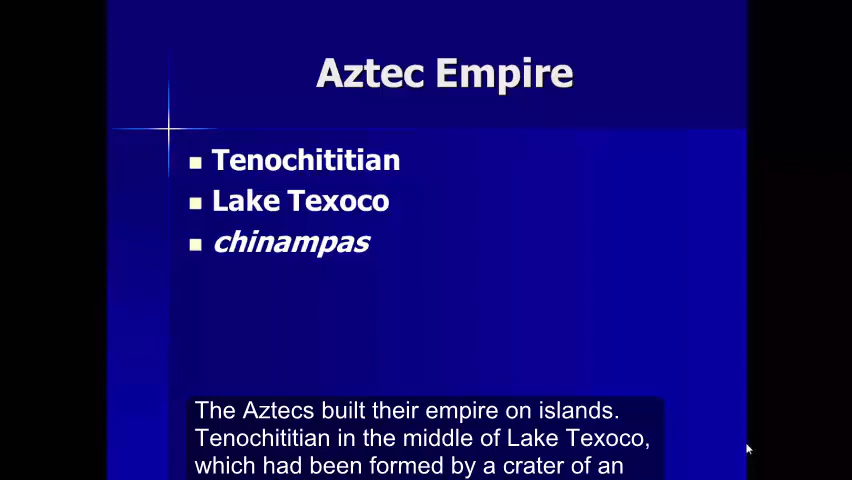 Aztec Empire
Tenochititian
Lake Texoco
chinampas
The Aztecs built their empire on islands.
Tenochititian in the middle of Lake Texoco,
which had been formed by a crater of an